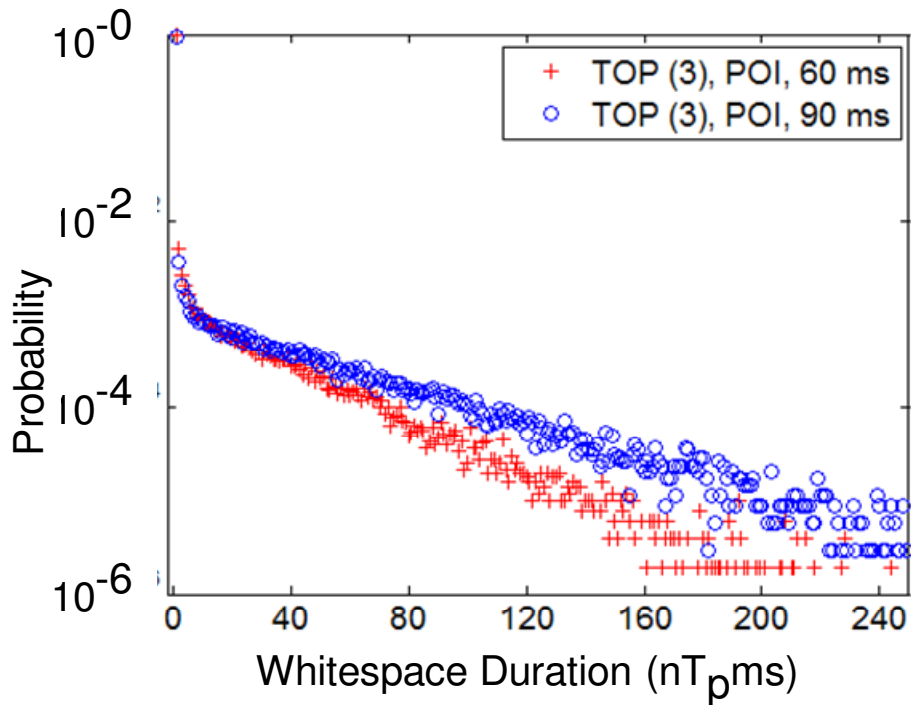 10^-0
TOP (3), POI, 60 ms
TOP (3), POI, 90 ms
10^-2
10^-4
10^-6
Probability
0 40 80 120 160 200 240
Whitespace Duration (nT_pms)